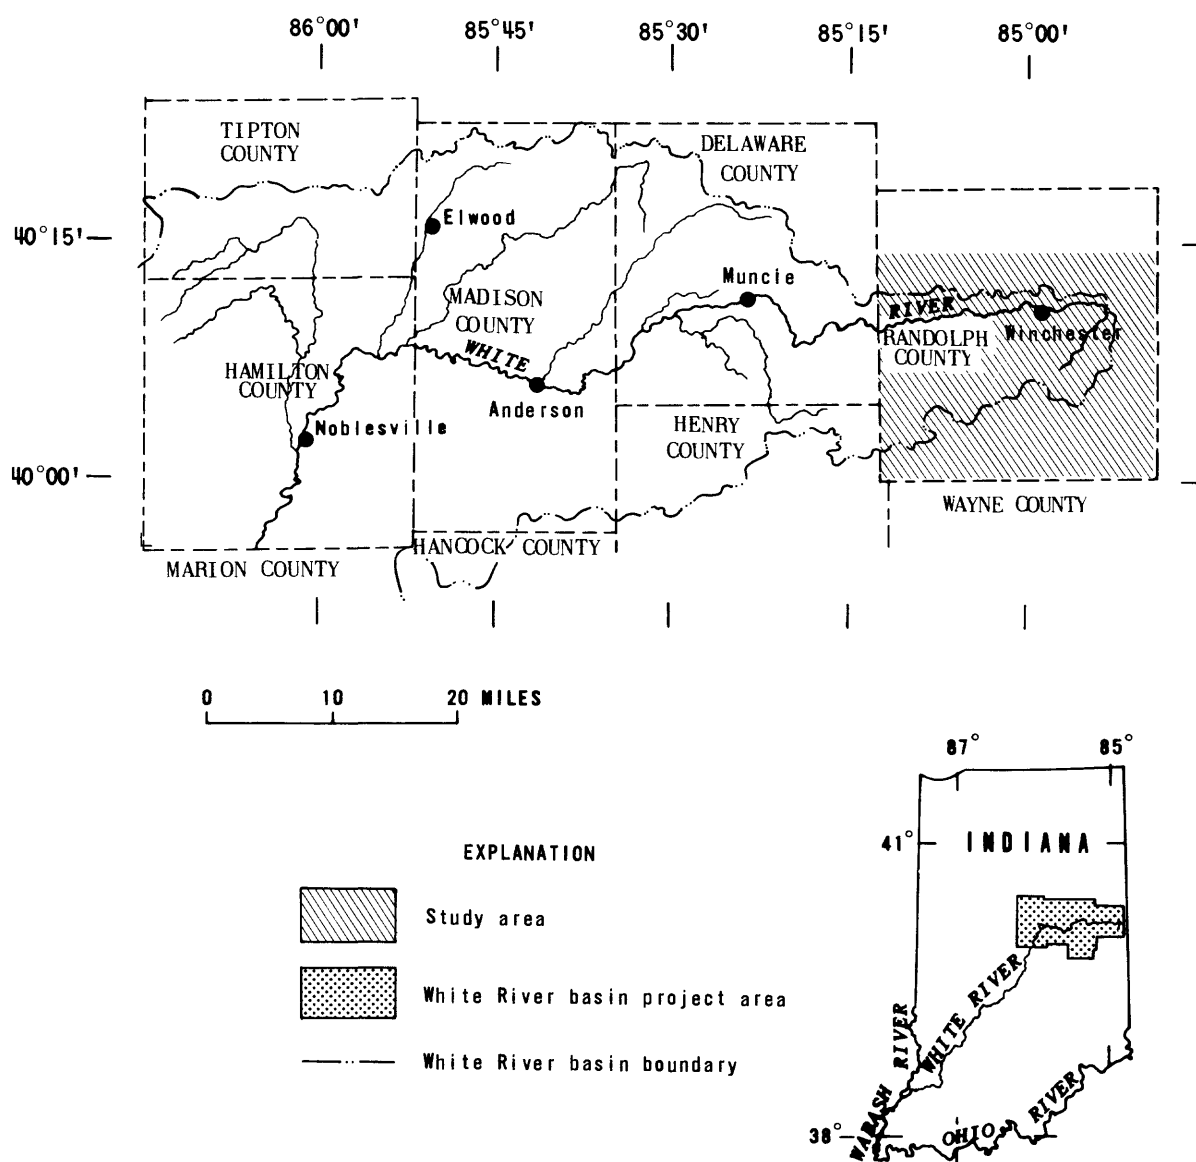 86°00' 85°45' 85°30' 85°15' 85°00'
TIPTON
COUNTY
DELAWARE
COUNTY
40°15'
Elwood
Muncie
MADISON
COUNTY
RIVER
RANDOLPH
COUNTY
Winchester
WHITE
HAMILTON
COUNTY
Anderson
Noblesville
HENRY
COUNTY
40°00'
WAYNE COUNTY
HANCOCK COUNTY
MARION COUNTY
0 10 20 MILES
87° 85°
41°
INDIANA
EXPLANATION
Study area
White River basin project area
White River basin boundary
WHITE RIVER
WABASH RIVER
OHIO RIVER
38°